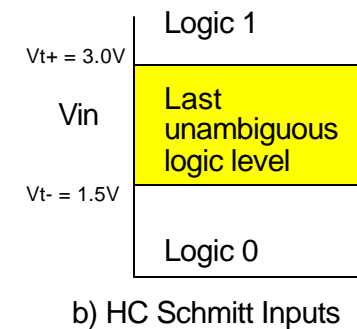 Logic 1
Vt+ = 3.0V
Vin
Last
unambiguous
logic level
Vt- = 1.5V
Logic 0
b) HC Schmitt Inputs